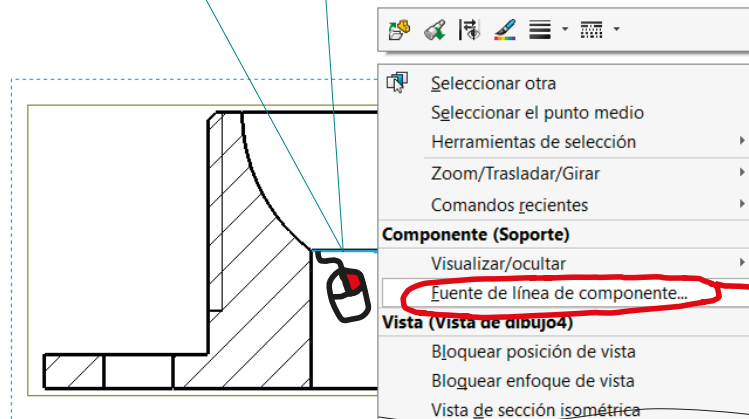 Seleccionar otra
Seleccionar el punto medio
Herramientas de selección
Zoom/Trasladar/Girar
Comandos recientes
Componente (Soporte)
Visualizar/ocultar
Fuente de línea de componente...
Vista (Vista de dibujo4)
Bloquear posición de vista
Bloquear enfoque de vista
Vista de sección isométrica